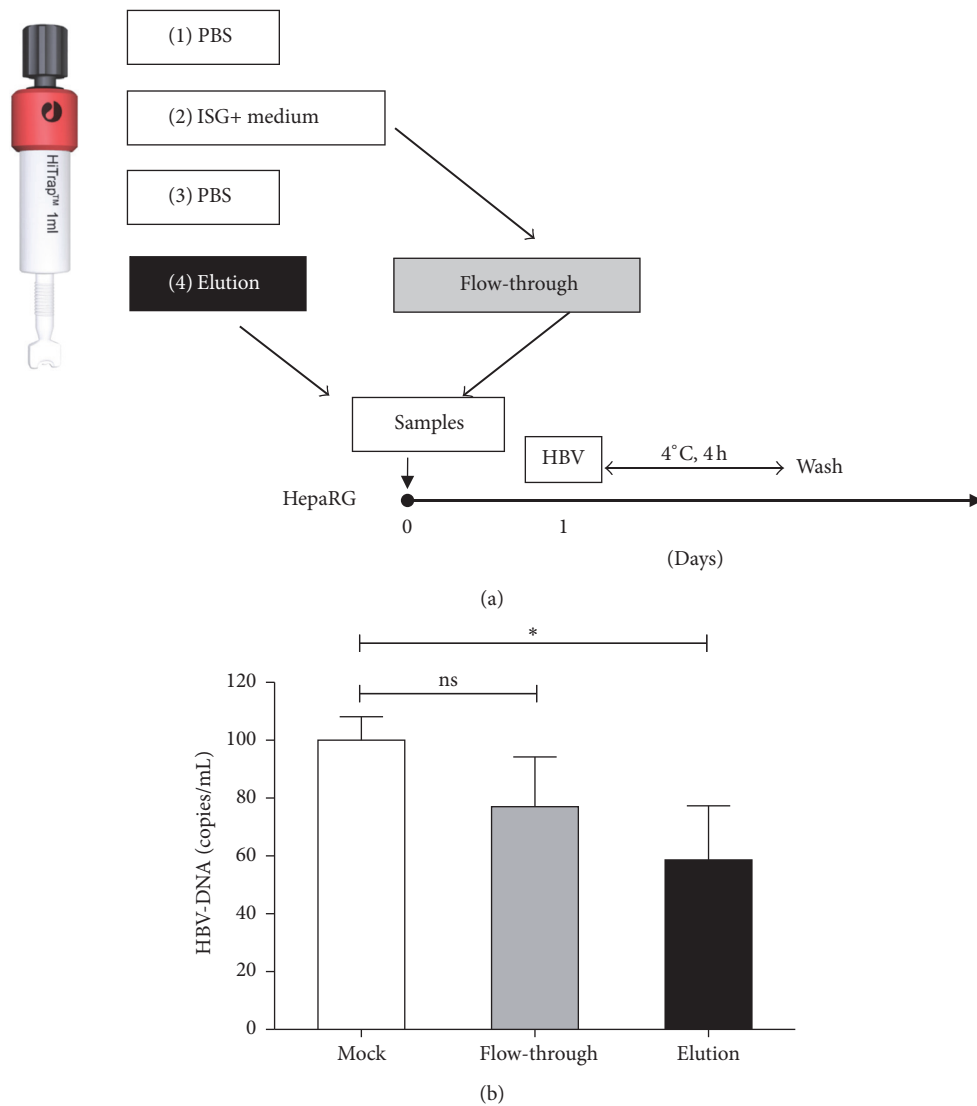 (1) PBS
(2) ISG+ medium
(3) PBS
(4) Elution
Flow-through
HiTrap™ 1ml
Samples
HBV
4°C, 4 h
Wash
HepaRG
0
1
(Days)
(a)
*
ns
120
100
80
60
40
20
0
HBV-DNA (copies/mL)
Mock
Flow-through
Elution
(b)